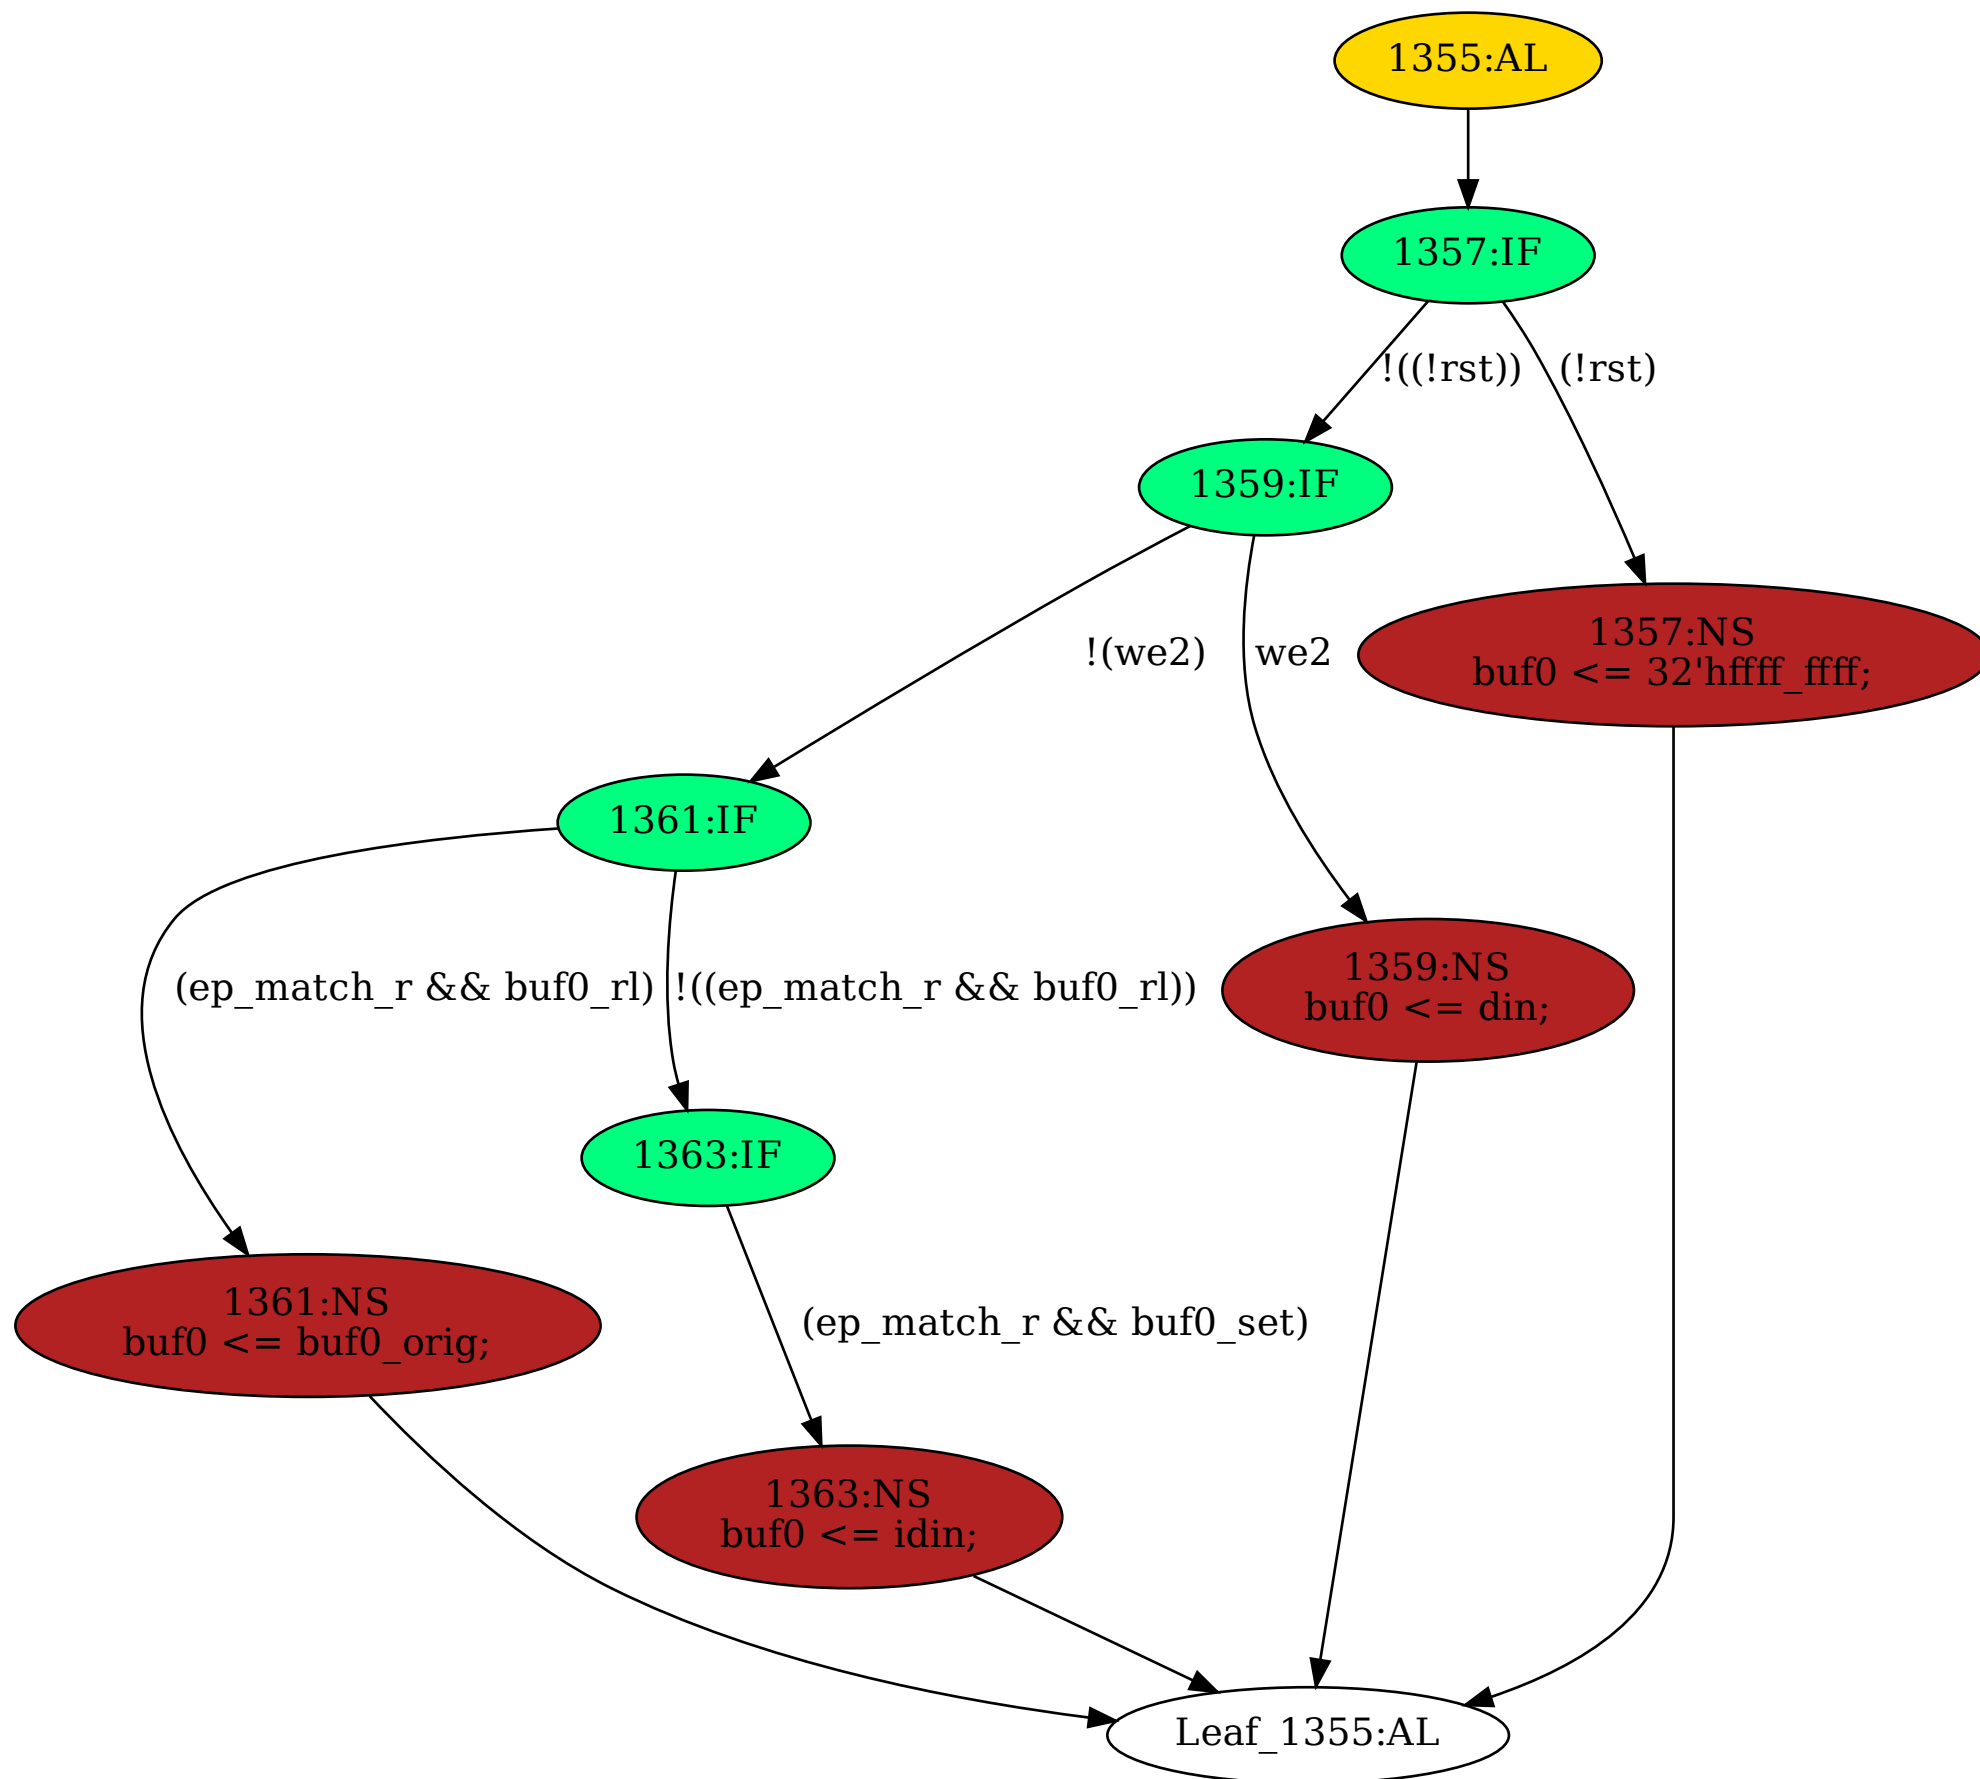 1355:AL
1357:IF
!((!rst))
(!rst)
1359:IF
!(we2)
we2
1357:NS
buf0 <= 32'hffff_ffff;
1361:IF
(ep_match_r && buf0_rl)
!((ep_match_r && buf0_rl))
1359:NS
buf0 <= din;
1363:IF
1361:NS
buf0 <= buf0_orig;
(ep_match_r && buf0_set)
1363:NS
buf0 <= idin;
Leaf_1355:AL